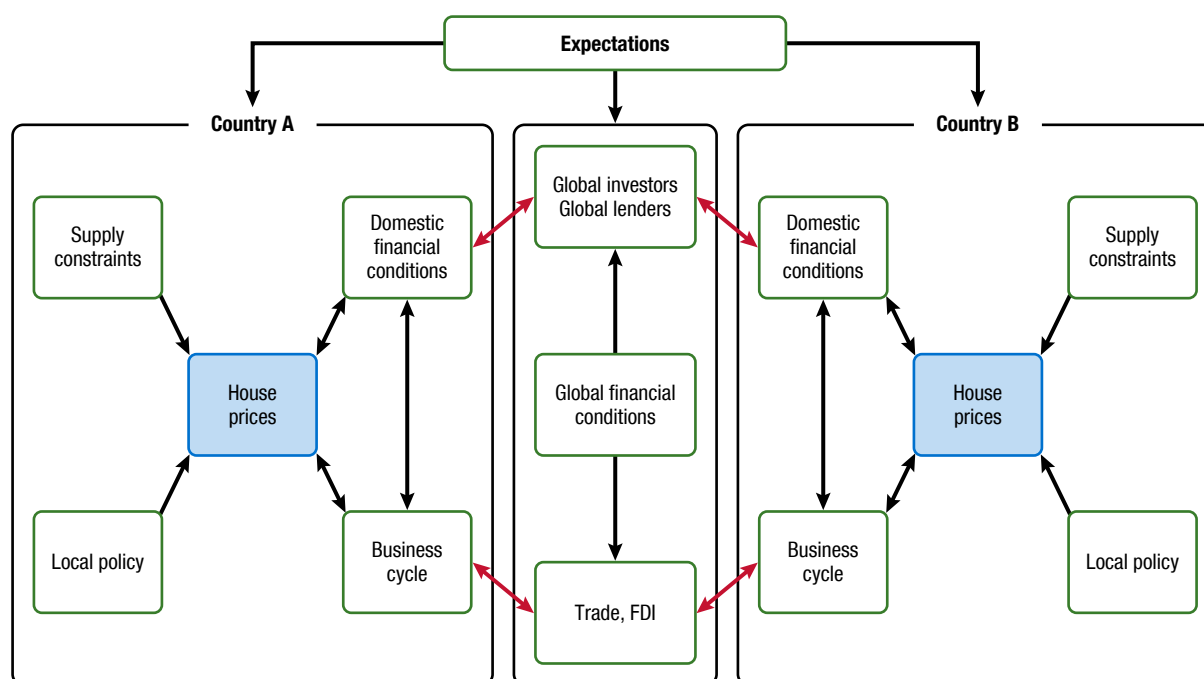 Expectations
Country A
Country B
Global investors
Global lenders
Supply
constraints
Domestic
financial
conditions
Domestic
financial
conditions
Supply
constraints
House
prices
Global financial
conditions
House
prices
Local policy
Business
cycle
Trade, FDI
Business
cycle
Local policy